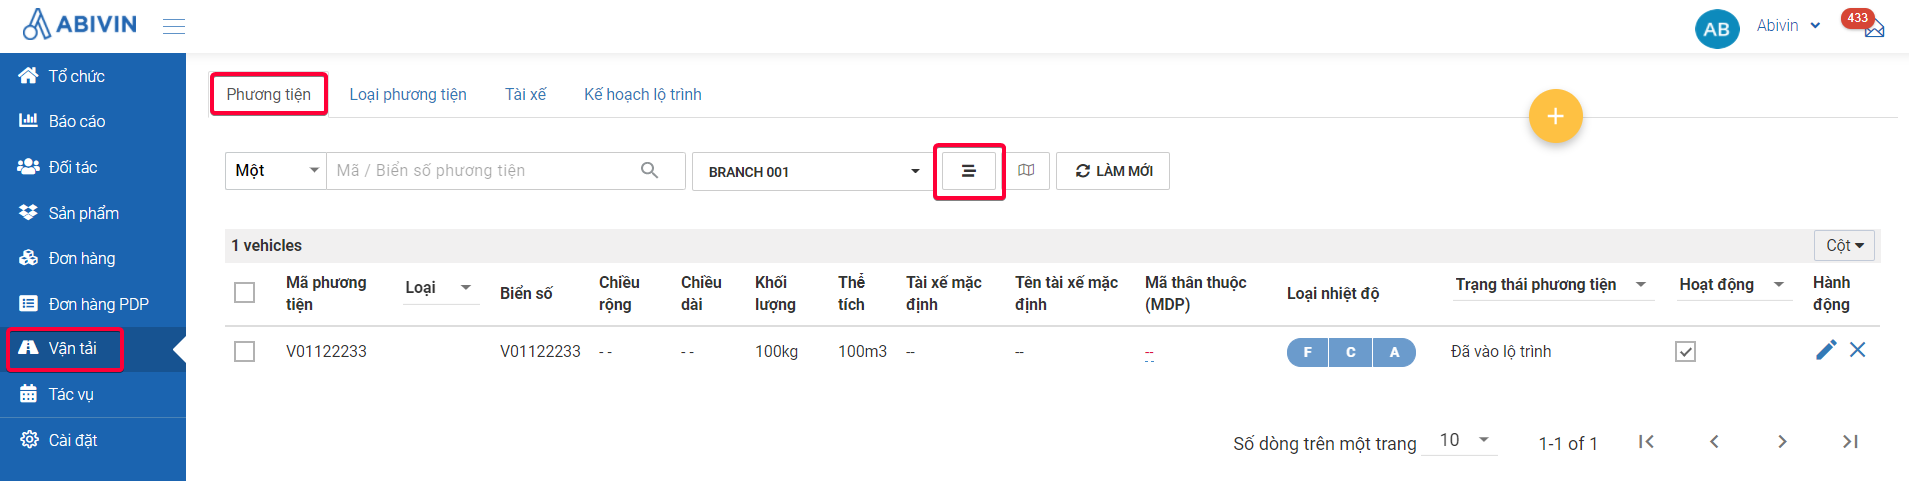 ABIVIN
AB
Abivin
433
Tổ chức
Báo cáo
Đối tác
Sản phẩm
Đơn hàng
Đơn hàng PDP
Vận tải
Tác vụ
Cài đặt
Phương tiện
Loại phương tiện
Tài xế
Kế hoạch lộ trình
+
Một
Mã / Biển số phương tiện
BRANCH 001
LÀM MỚI
1 vehicles
Cột
Mã phương
tiện
Loại
Biển số
Chiều
rộng
Chiều
dài
Khối
lượng
Thể
tích
Tài xế mặc
định
Tên tài xế mặc
định
Mã thân thuộc
(MDP)
Loại nhiệt độ
Trạng thái phương tiện
Hoạt động
Hành
động
V01122233
V01122233
- -
- -
100kg
100m3
--
--
--
F
C
A
Đã vào lộ trình
Số dòng trên một trang
10
1-1 of 1